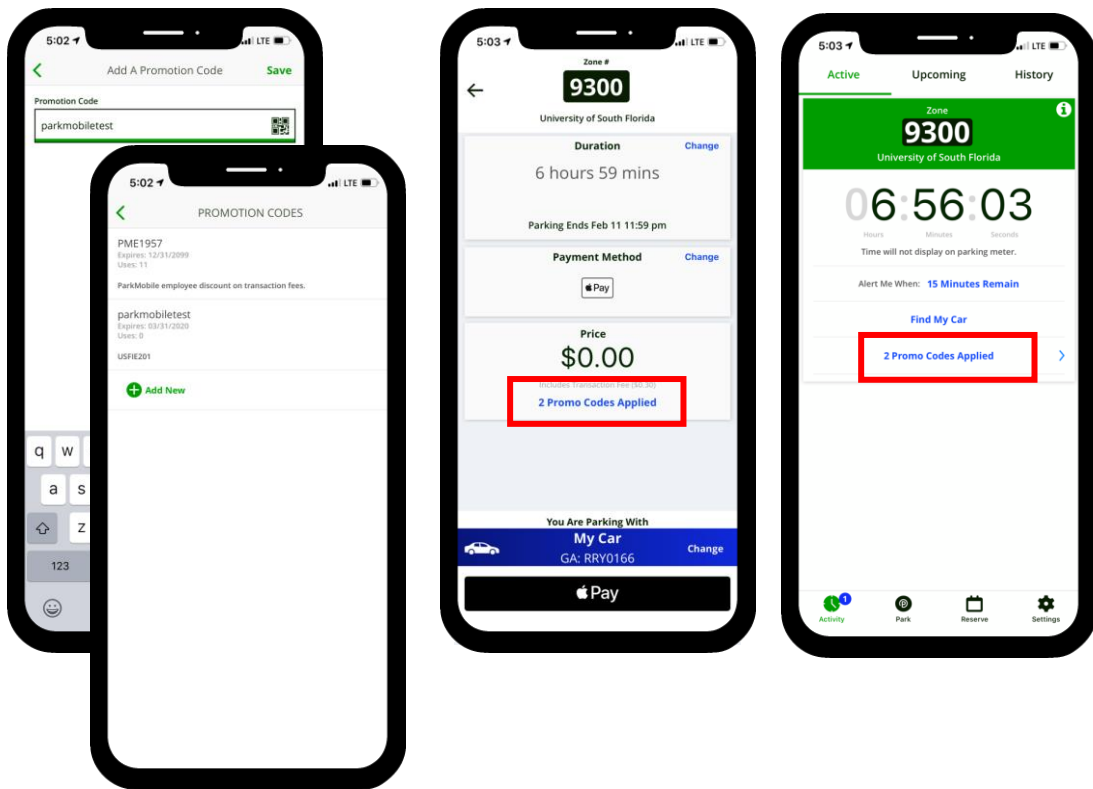 5:02
LTE
Add A Promotion Code
Save
Promotion Code
parkmobiletest
q w
a s
z
123
5:02
LTE
PROMOTION CODES
PME1957
Expires: 12/31/2099
Uses: 11
ParkMobile employee discount on transaction fees.
parkmobiletest
Expires: 03/31/2020
Uses: 0
USFIE201
Add New
5:03
LTE
Zone #
9300
University of South Florida
Duration
Change
6 hours 59 mins
Parking Ends Feb 11 11:59 pm
Payment Method
Change
Pay
Price
$0.00
Includes Transaction Fee ($0.30)
2 Promo Codes Applied
You Are Parking With
My Car
GA: RRY0166
Change
Pay
5:03
LTE
Active Upcoming History
Zone
9300
University of South Florida
06:56:03
Hours Minutes Seconds
Time will not display on parking meter.
Alert Me When: 15 Minutes Remain
Find My Car
2 Promo Codes Applied
1
Activity Park Reserve Settings